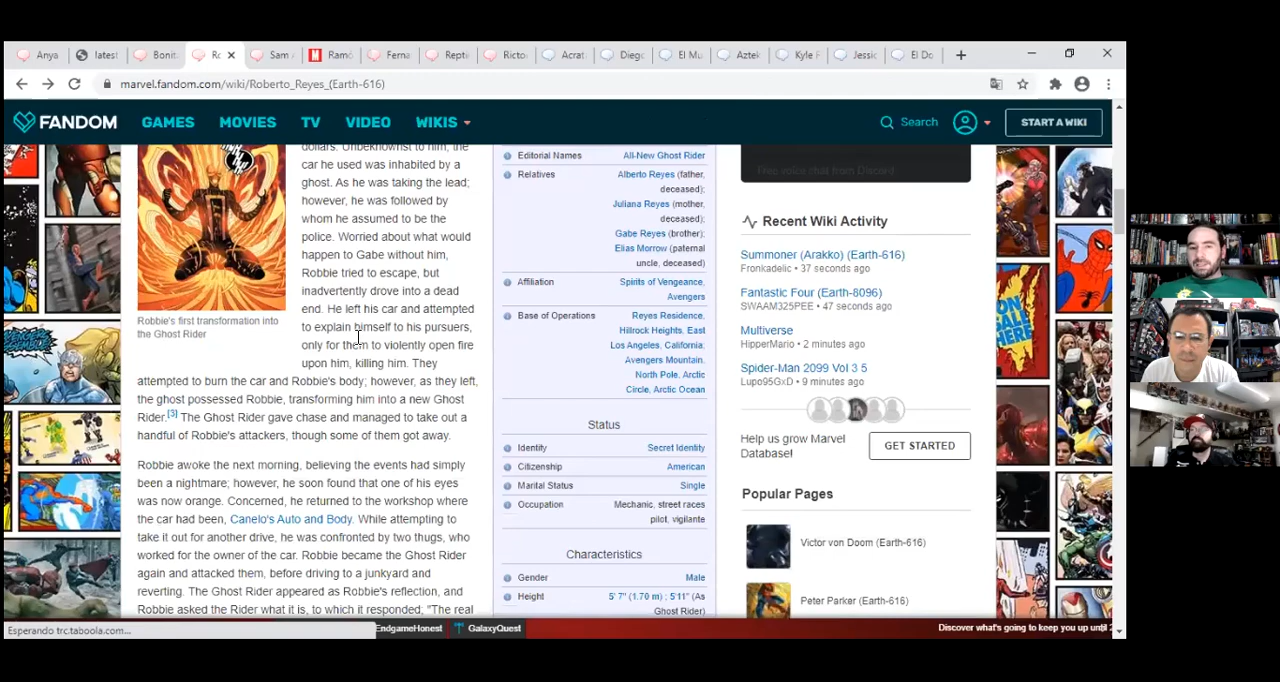 Anya
latest
Bonit
Ro
Sam
Ramó
Ferna
Repti
Ricto
Acrat
Diego
El Mu
Aztek
Kyle F
Jessic
El Do
marvel.fandom.com/wiki/Roberto_Reyes_(Earth-616)
FANDOM
GAMES
MOVIES
TV
VIDEO
WIKIS
Search
START A WIKI
dollars. Unbeknownst to him, the
car he used was inhabited by a
ghost. As he was taking the lead;
however, he was followed by
whom he assumed to be the
police. Worried about what would
happen to Gabe without him,
Robbie tried to escape, but
inadvertently drove into a dead
end. He left his car and attempted
to explain himself to his pursuers,
only for them to violently open fire
upon him, killing him. They
Robbie's first transformation into
the Ghost Rider
attempted to burn the car and Robbie's body; however, as they left,
the ghost possessed Robbie, transforming him into a new Ghost
Rider.[3] The Ghost Rider gave chase and managed to take out a
handful of Robbie's attackers, though some of them got away.
Robbie awoke the next morning, believing the events had simply
been a nightmare; however, he soon found that one of his eyes
was now orange. Concerned, he returned to the workshop where
the car had been, Canelo's Auto and Body. While attempting to
take it out for another drive, he was confronted by two thugs, who
worked for the owner of the car. Robbie became the Ghost Rider
again and attacked them, before driving to a junkyard and
reverting. The Ghost Rider appeared as Robbie's reflection, and
Robbie asked the Rider what it is, to which it responded; "The real
Editorial Names
All-New Ghost Rider
Relatives
Alberto Reyes (father,
deceased);
Juliana Reyes (mother,
deceased);
Gabe Reyes (brother);
Elias Morrow (paternal
uncle, deceased)
Affiliation
Spirits of Vengeance,
Avengers
Base of Operations
Reyes Residence,
Hillrock Heights, East
Los Angeles, California;
Avengers Mountain,
North Pole, Arctic
Circle, Arctic Ocean
Status
Identity
Secret Identity
Citizenship
American
Marital Status
Single
Occupation
Mechanic, street races
pilot, vigilante
Characteristics
Gender
Male
Height
5' 7" (1.70 m) ; 5'11" (As
Ghost Rider)
Free voice chat from Discord
Recent Wiki Activity
Summoner (Arakko) (Earth-616)
Fronkadelic • 37 seconds ago
Fantastic Four (Earth-8096)
SWAAM325PEE • 47 seconds ago
Multiverse
HipperMario • 2 minutes ago
Spider-Man 2099 Vol 3 5
Lupo95GxD • 9 minutes ago
Help us grow Marvel
Database!
GET STARTED
Popular Pages
Victor von Doom (Earth-616)
Peter Parker (Earth-616)
Esperando trc.taboola.com...
EndgameHonest
GalaxyQuest
Discover what's going to keep you up until